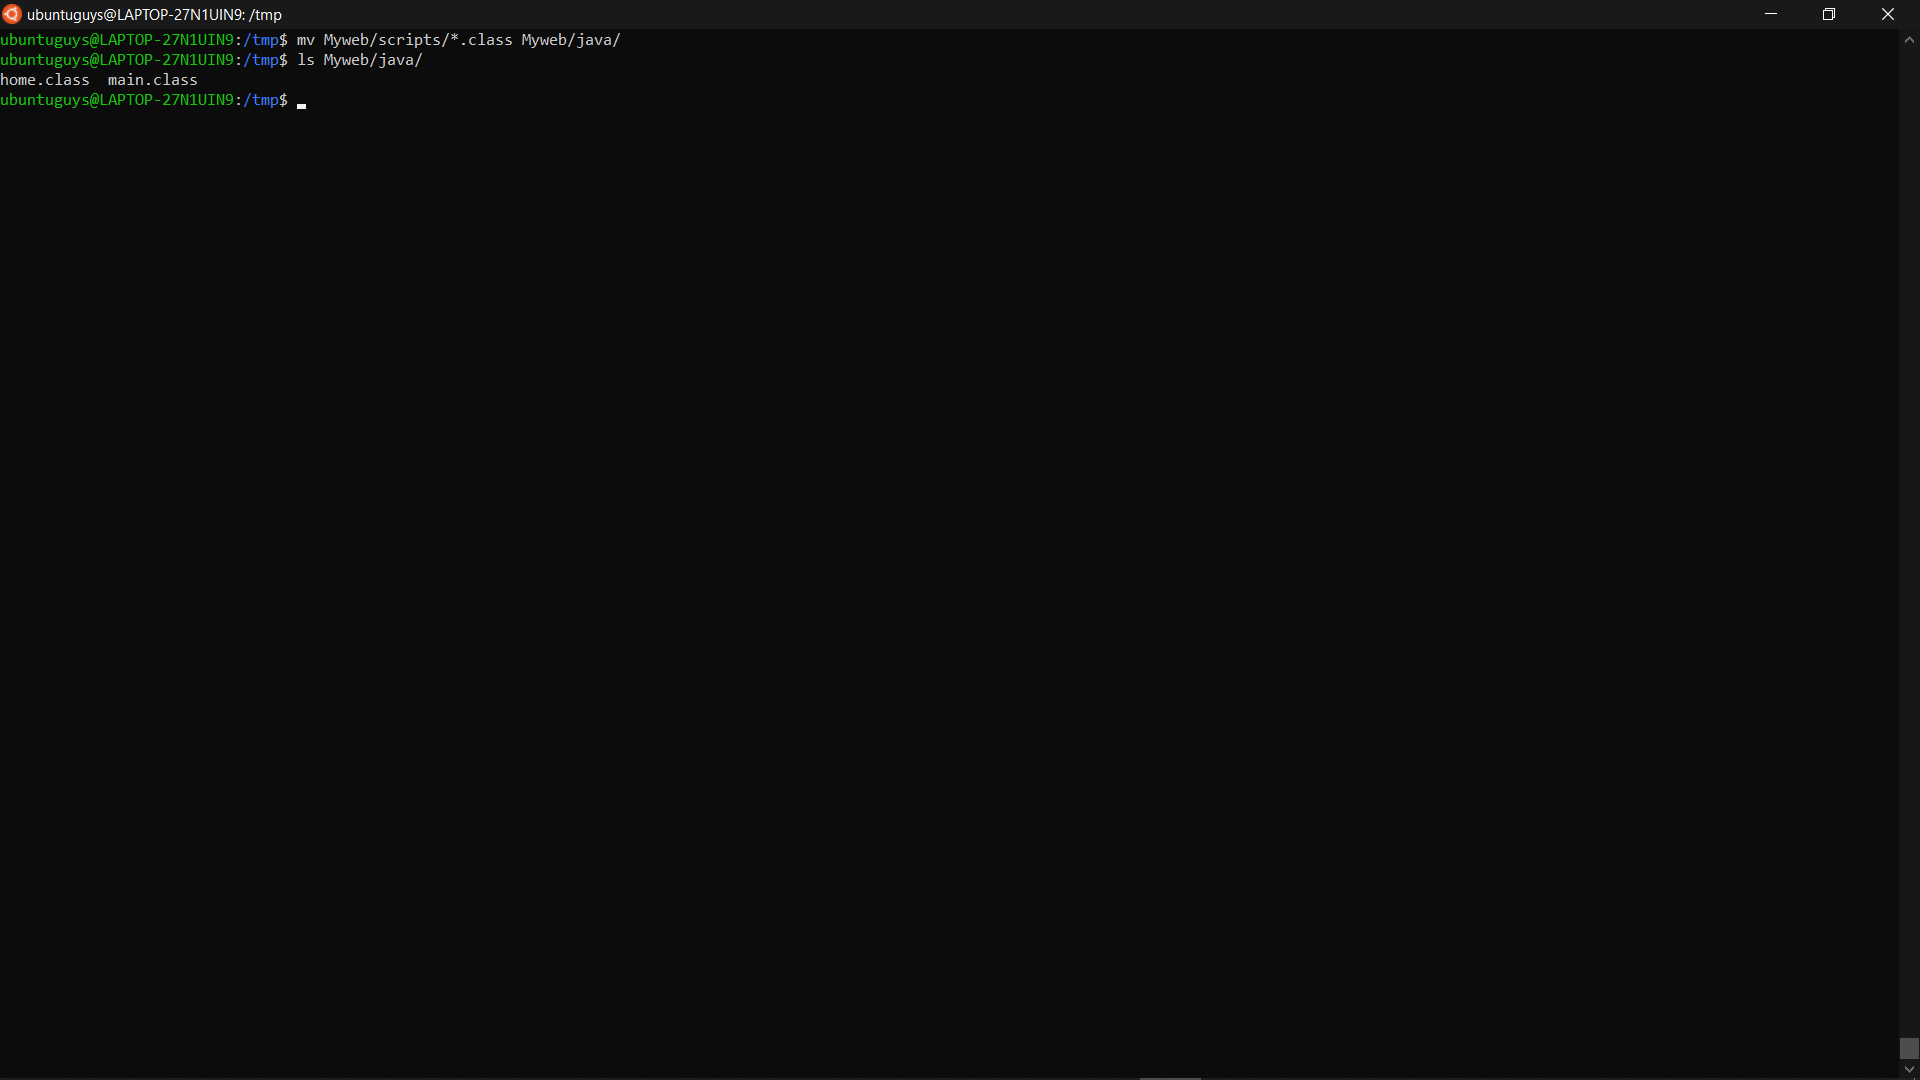 ubuntuguys@LAPTOP-27N1UIN9: /tmp
ubuntuguys@LAPTOP-27N1UIN9:/tmp$ mv Myweb/scripts/*.class Myweb/java/
ubuntuguys@LAPTOP-27N1UIN9:/tmp$ ls Myweb/java/
home.class  main.class
ubuntuguys@LAPTOP-27N1UIN9:/tmp$